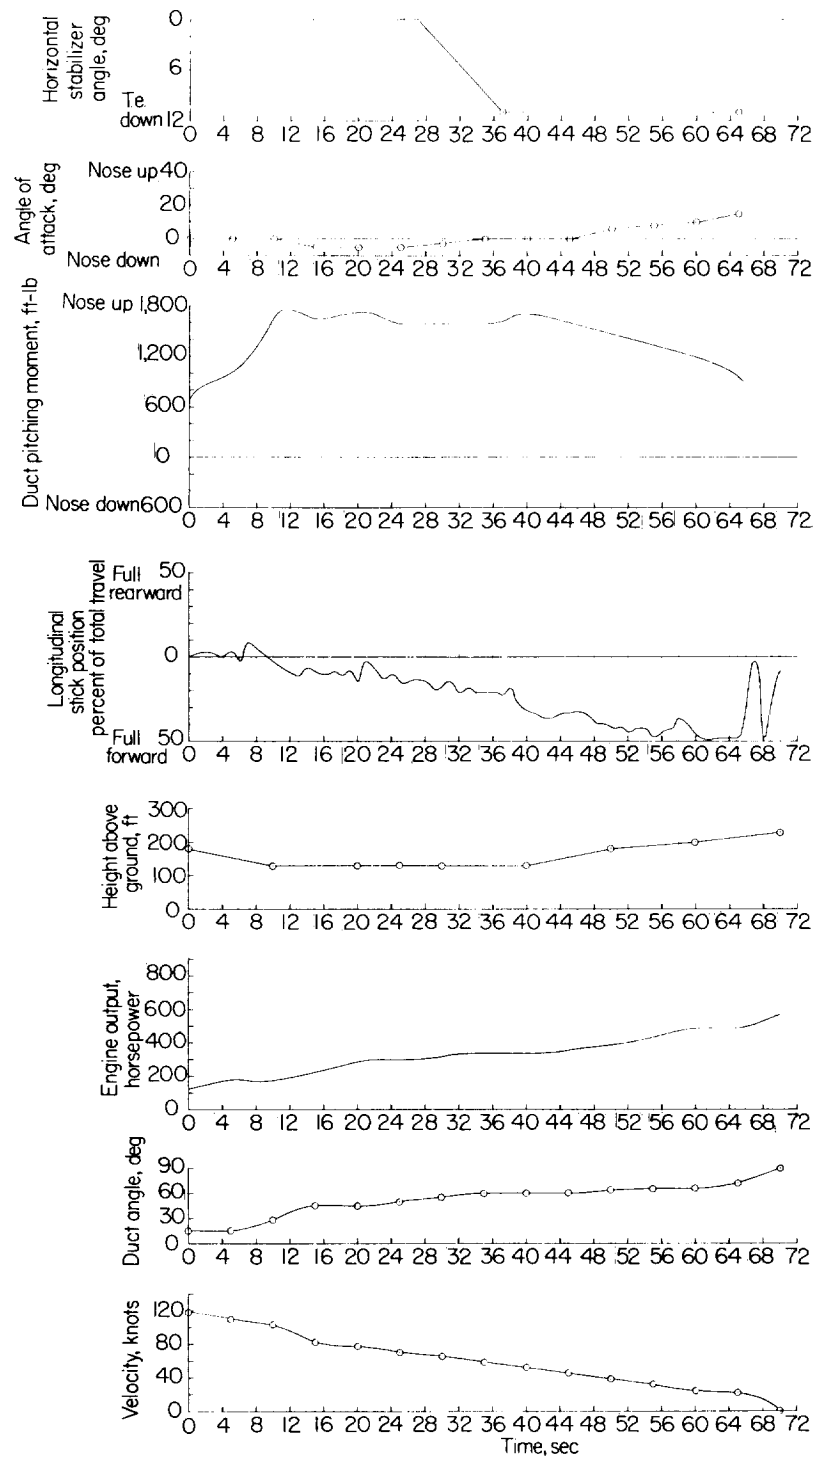 Horizontal
stabilizer
angle, deg
0
6
T.e.
down 12
0 4 8 12 16 20 24 28 32 36 40 44 48 52 56 60 64 68 72
Angle of
attack, deg
Nose up 40
20
0
Nose down
0 4 8 12 16 20 24 28 32 36 40 44 48 52 56 60 64 68 72
Duct pitching moment, ft-lb
Nose up 1,800
1,200
600
0
Nose down 600
0 4 8 12 16 20 24 28 32 36 40 44 48 52 56 60 64 68 72
Longitudinal
stick position
percent of total travel
Full 50
rearward
0
Full 50
forward
0 4 8 12 16 20 24 28 32 36 40 44 48 52 56 60 64 68 72
Height above
ground, ft
300
200
100
0
0 4 8 12 16 20 24 28 32 36 40 44 48 52 56 60 64 68 72
Engine output,
horsepower
800
600
400
200
0
0 4 8 12 16 20 24 28 32 36 40 44 48 52 56 60 64 68 72
Duct angle, deg
90
60
30
0
0 4 8 12 16 20 24 28 32 36 40 44 48 52 56 60 64 68 72
Velocity, knots
120
80
40
0
0 4 8 12 16 20 24 28 32 36 40 44 48 52 56 60 64 68 72
Time, sec